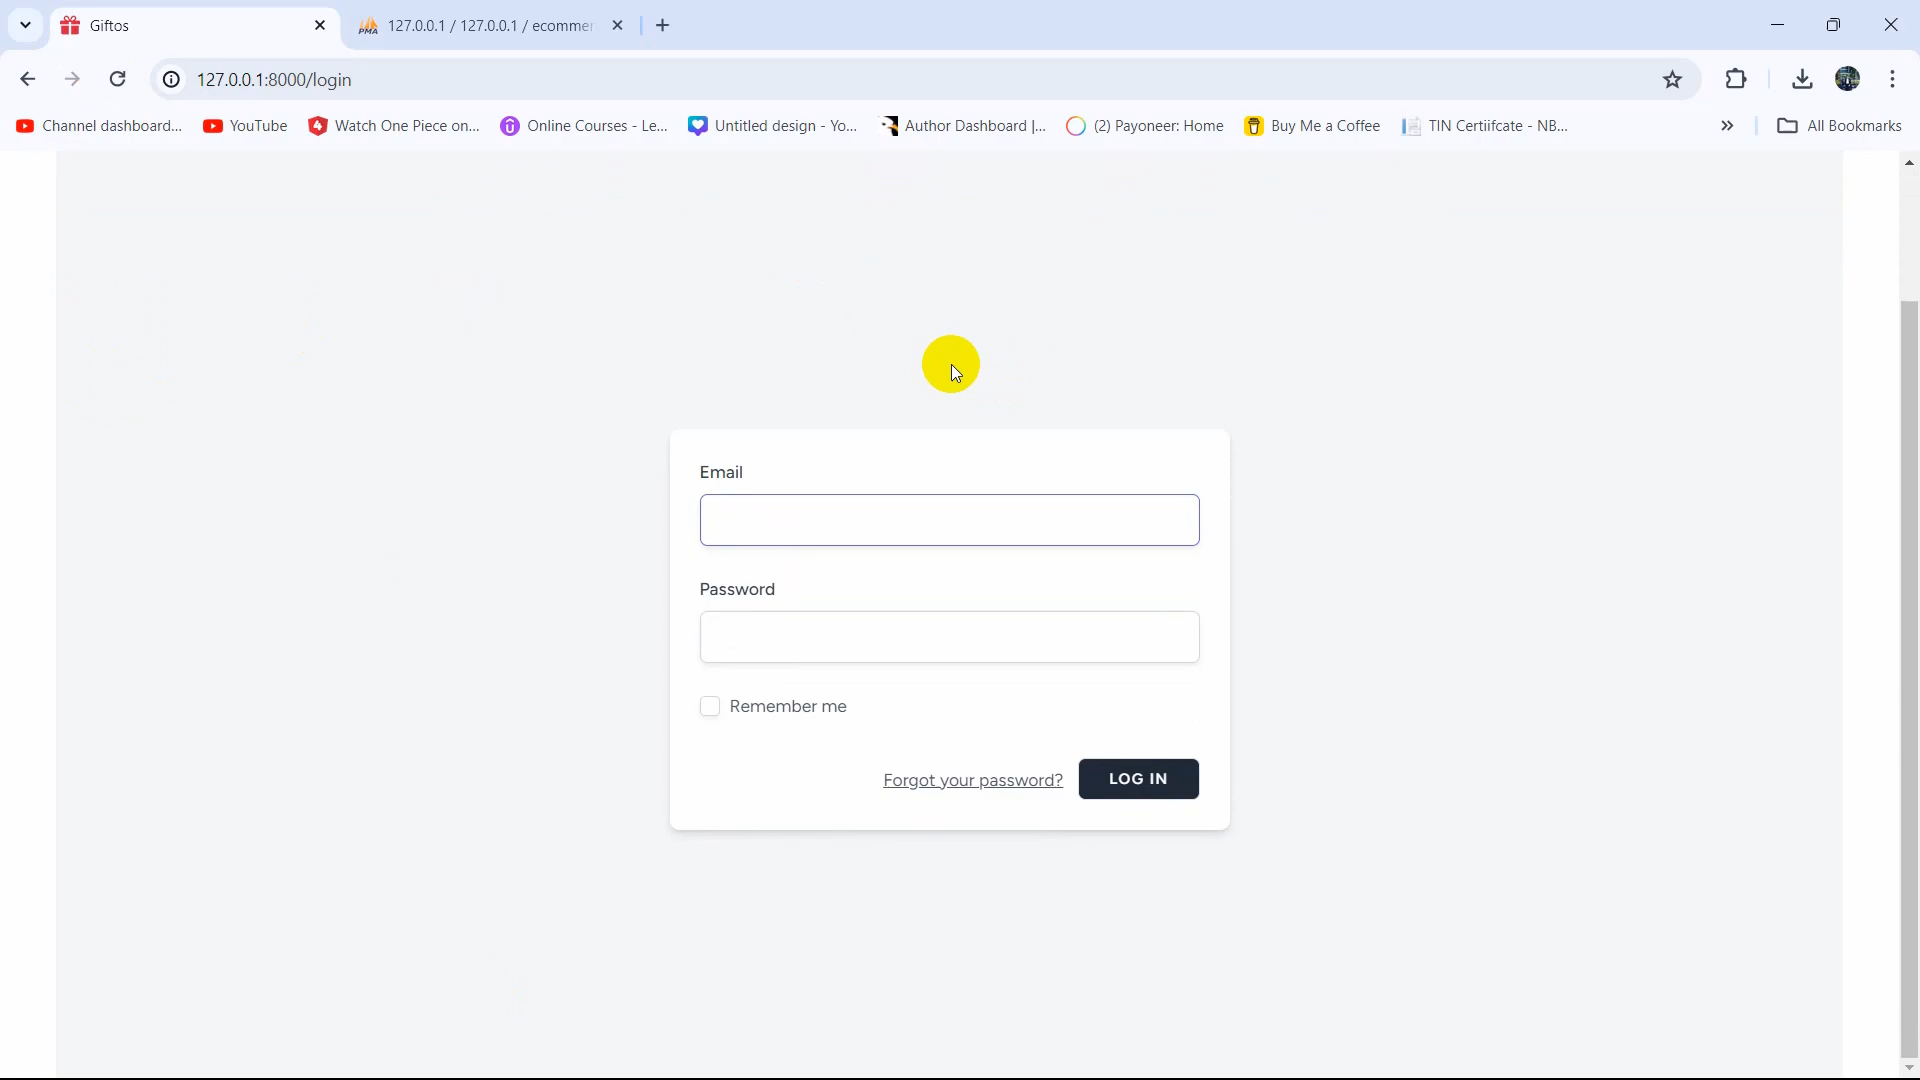 Giftos
127.0.0.1 / 127.0.0.1 / ecommer
127.0.0.1:8000/login
Channel dashboard...
YouTube
Watch One Piece on...
Online Courses - Le...
Untitled design - Yo...
Author Dashboard |...
(2) Payoneer: Home
Buy Me a Coffee
TIN Certiifcate - NB...
All Bookmarks
Email
Password
Remember me
Forgot your password?
LOG IN